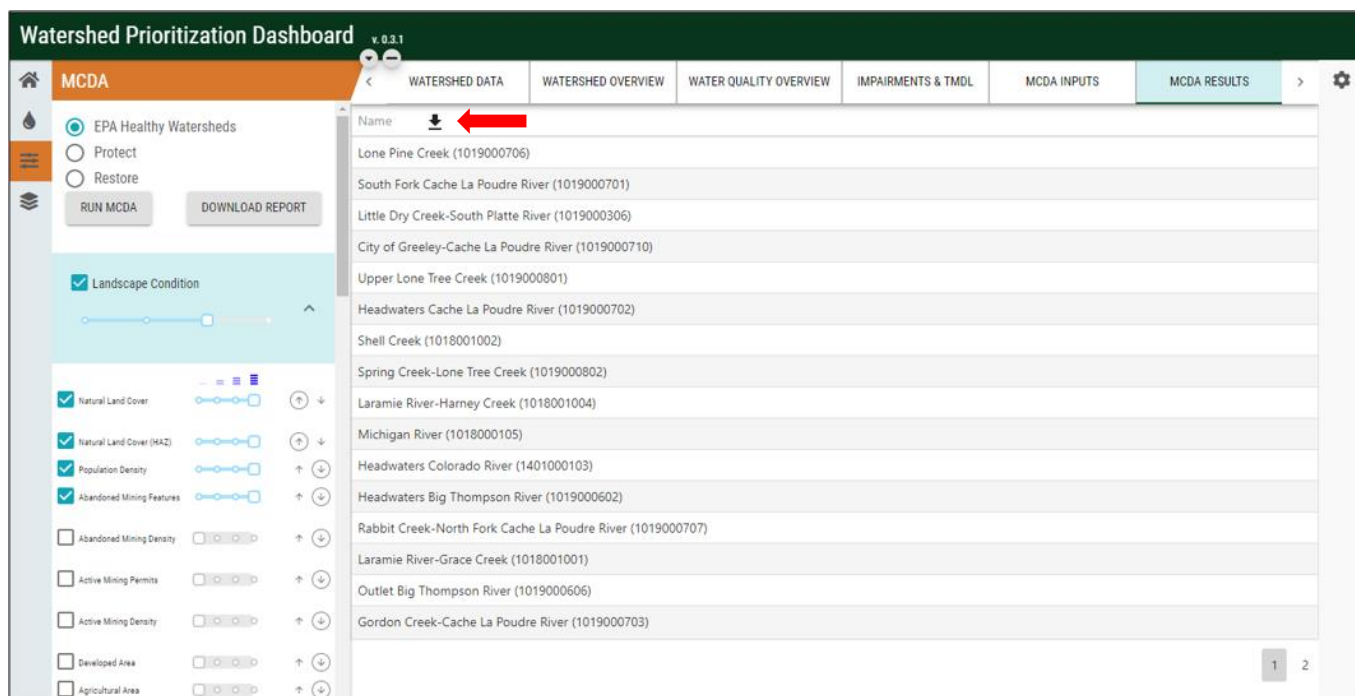 Watershed Prioritization Dashboard v. 0.3.1
MCDA
WATERSHED DATA
WATERSHED OVERVIEW
WATER QUALITY OVERVIEW
IMPAIRMENTS & TMDL
MCDA INPUTS
MCDA RESULTS
EPA Healthy Watersheds
Protect
Restore
RUN MCDA
DOWNLOAD REPORT
Landscape Condition
Natural Land Cover
Natural Land Cover (HAZ)
Population Density
Abandoned Mining Features
Abandoned Mining Density
Active Mining Permits
Active Mining Density
Developed Area
Agricultural Area
Name
Lone Pine Creek (1019000706)
South Fork Cache La Poudre River (1019000701)
Little Dry Creek-South Platte River (1019000306)
City of Greeley-Cache La Poudre River (1019000710)
Upper Lone Tree Creek (1019000801)
Headwaters Cache La Poudre River (1019000702)
Shell Creek (1018001002)
Spring Creek-Lone Tree Creek (1019000802)
Laramie River-Harney Creek (1018001004)
Michigan River (1018000105)
Headwaters Colorado River (1401000103)
Headwaters Big Thompson River (1019000602)
Rabbit Creek-North Fork Cache La Poudre River (1019000707)
Laramie River-Grace Creek (1018001001)
Outlet Big Thompson River (1019000606)
Gordon Creek-Cache La Poudre River (1019000703)
1 2